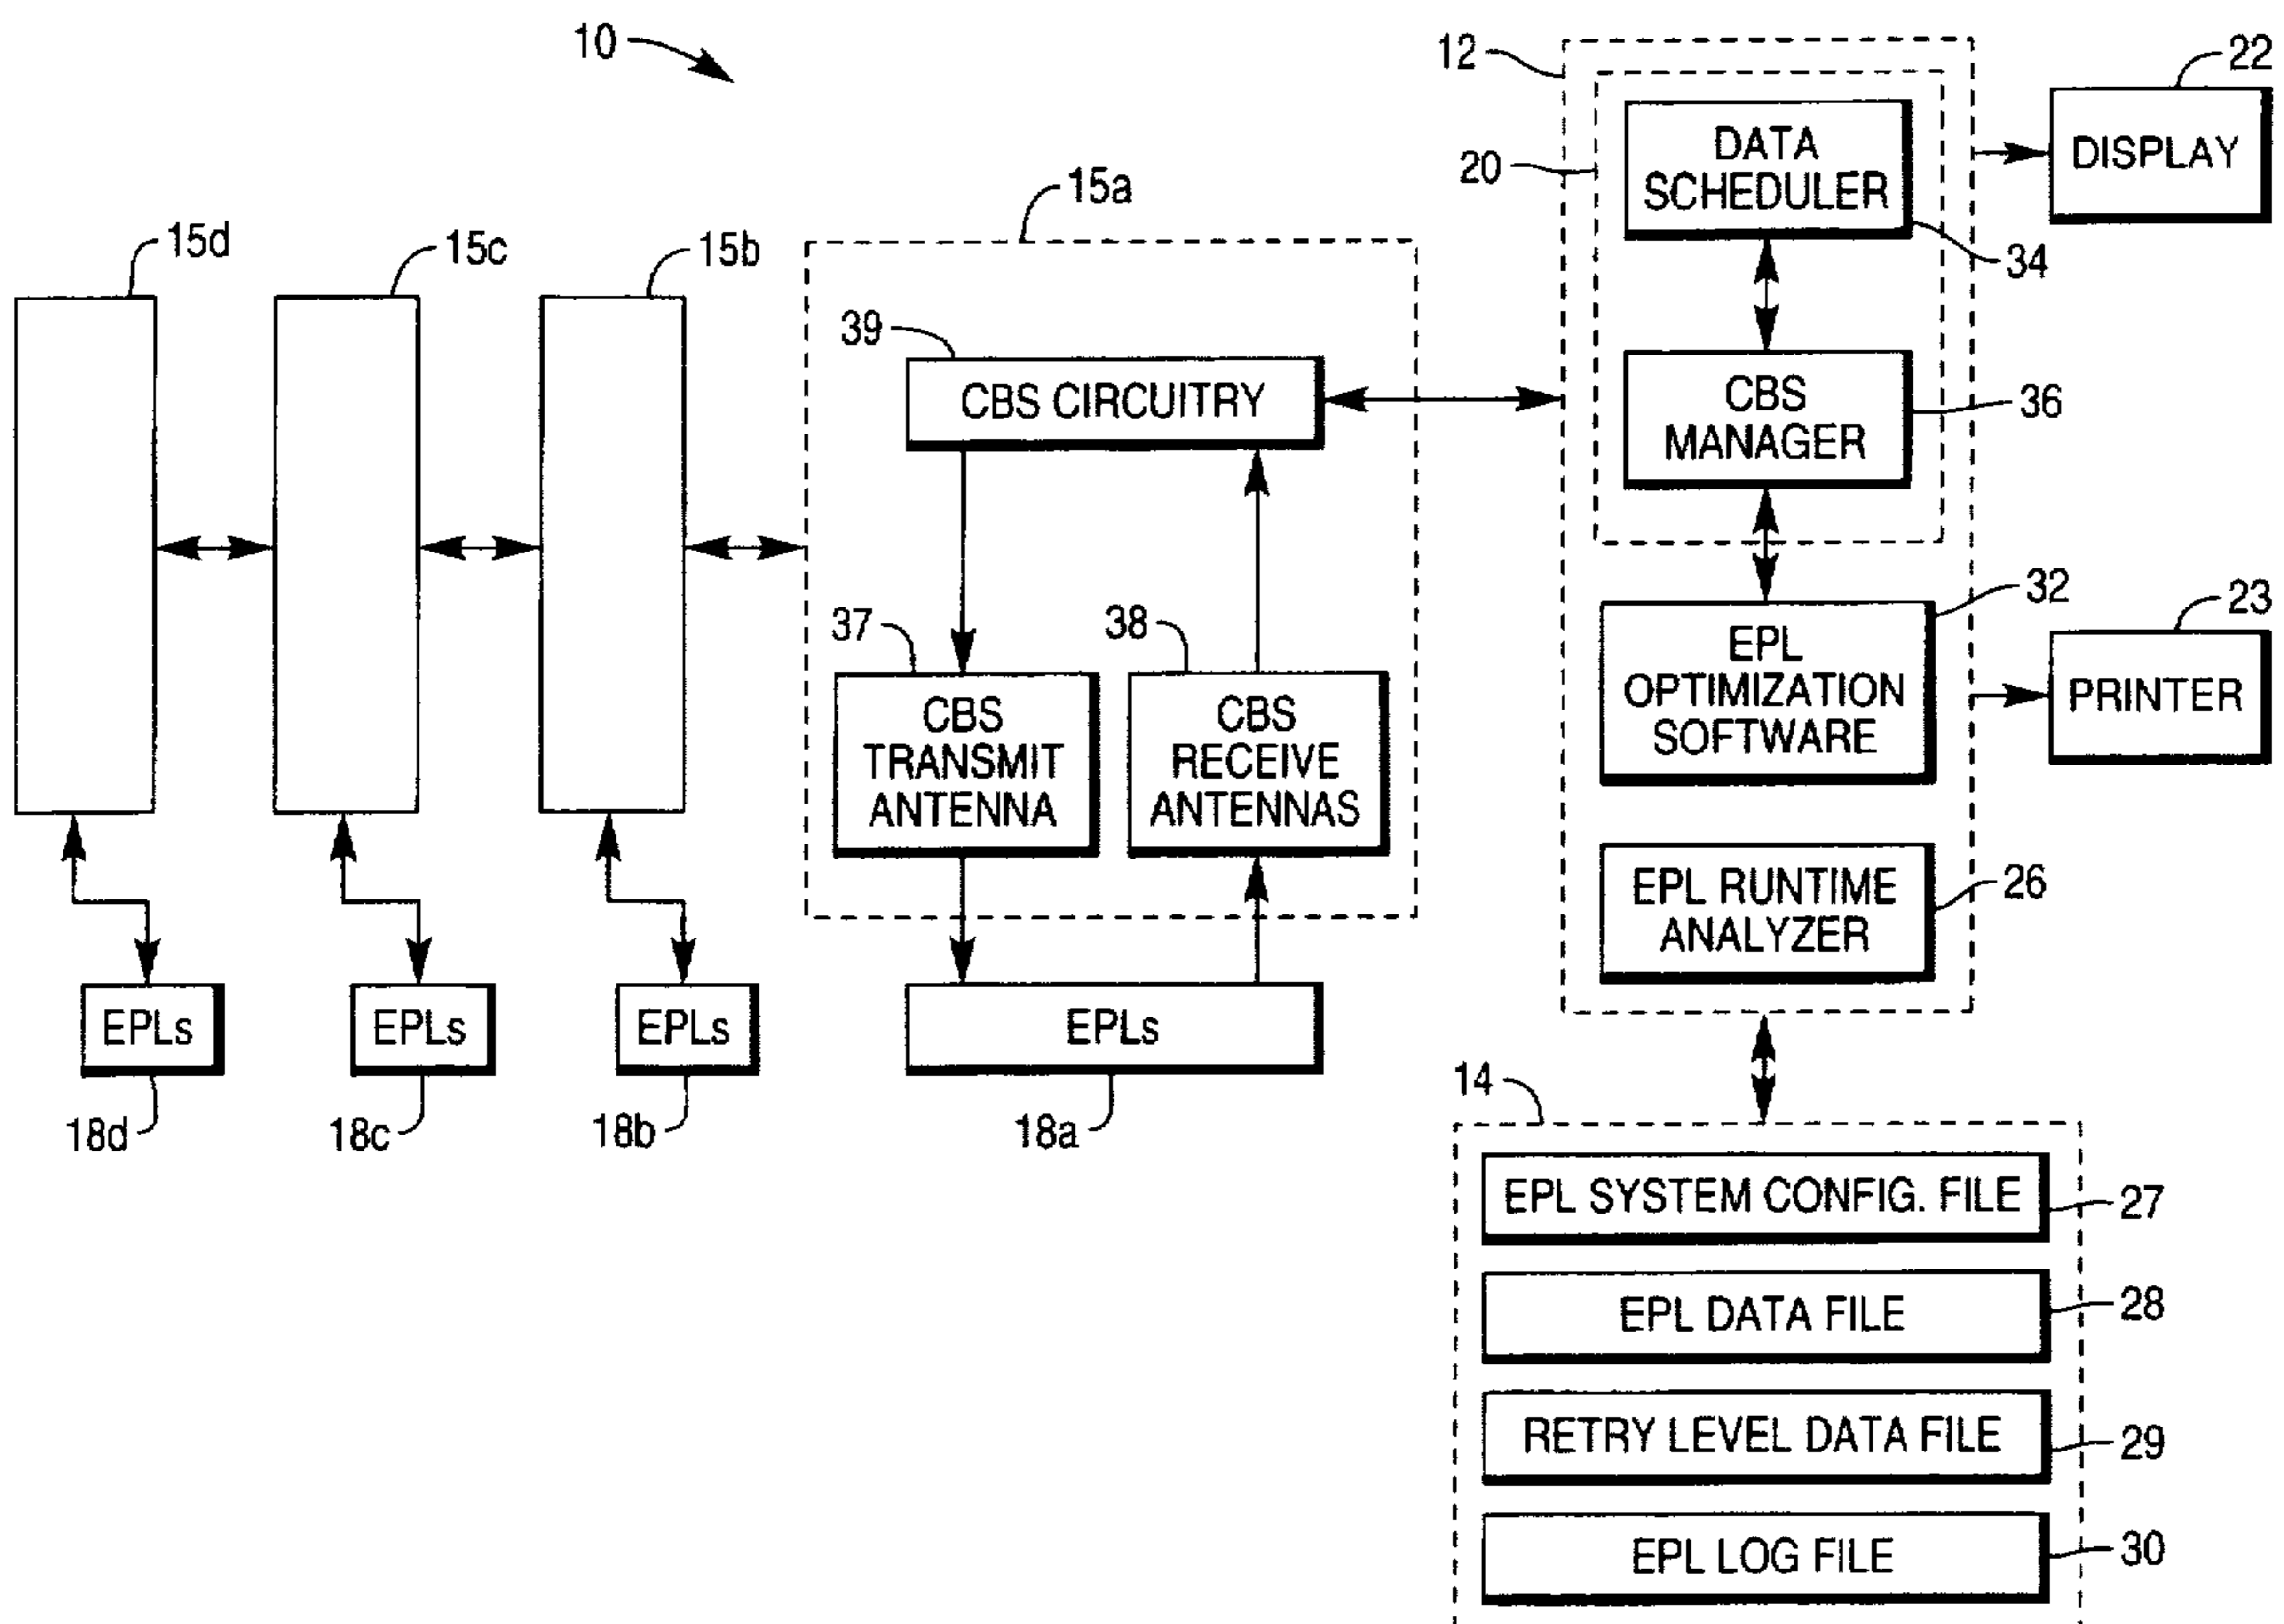 10
12
22
DATA
SCHEDULER
DISPLAY
20
15a
34
15d
15c
15b
39
CBS CIRCUITRY
CBS
MANAGER
36
32
23
37
38
EPL
OPTIMIZATION
SOFTWARE
PRINTER
CBS
TRANSMIT
ANTENNA
CBS
RECEIVE
ANTENNAS
EPL RUNTIME
ANALYZER
26
EPLs
EPLs
EPLs
EPLs
18d
18c
18b
18a
14
EPL SYSTEM CONFIG. FILE
27
EPL DATA FILE
28
RETRY LEVEL DATA FILE
29
EPL LOG FILE
30